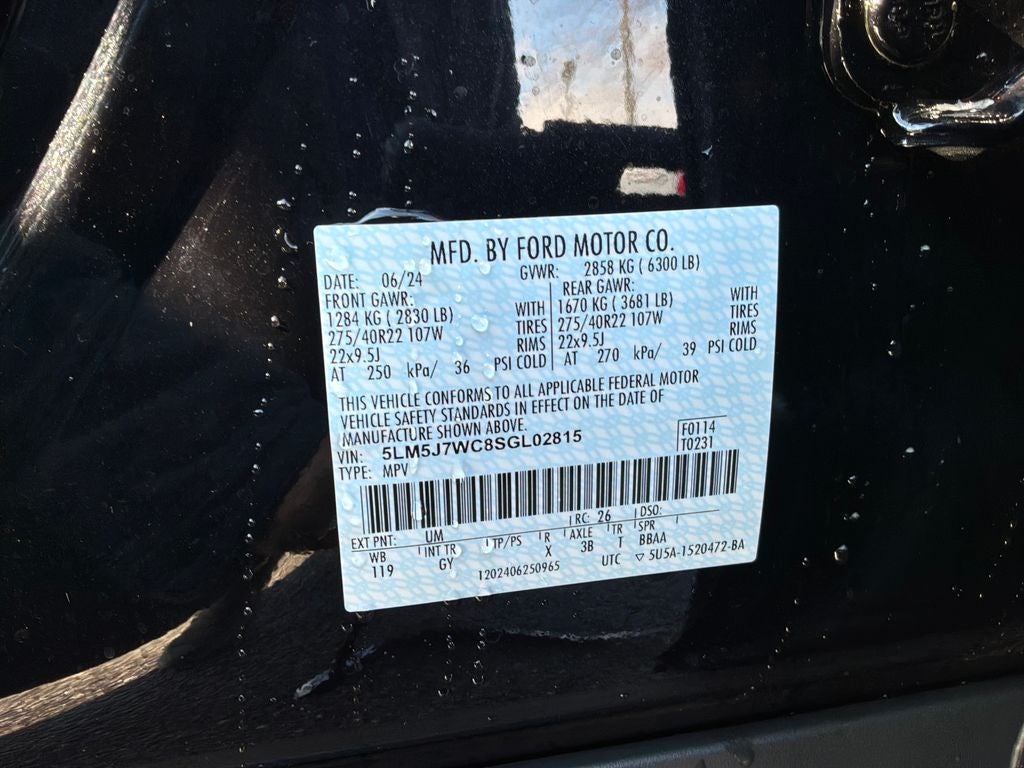 MFD. BY FORD MOTOR CO.
DATE: 06/24 GVWR: 2858 KG ( 6300 LB)
FRONT GAWR: REAR GAWR:
1284 KG ( 2830 LB) WITH 1670 KG ( 3681 LB) WITH
275/40R22 107W TIRES 275/40R22 107W TIRES
22x9.5J RIMS 22x9.5J RIMS
AT 250 kPa/ 36 PSI COLD AT 270 kPa/ 39 PSI COLD
THIS VEHICLE CONFORMS TO ALL APPLICABLE FEDERAL MOTOR
VEHICLE SAFETY STANDARDS IN EFFECT ON THE DATE OF
MANUFACTURE SHOWN ABOVE.
VIN: 5LM5J7WC8SGL02815 F0114
TYPE: MPV T0231
EXT PNT: UM RC: 26 DSO:
WB INT TR TP/PS R AXLE TR SPR
119 GY X 3B T BBAA
1202406250965 UTC ▽ 5U5A-1520472-BA